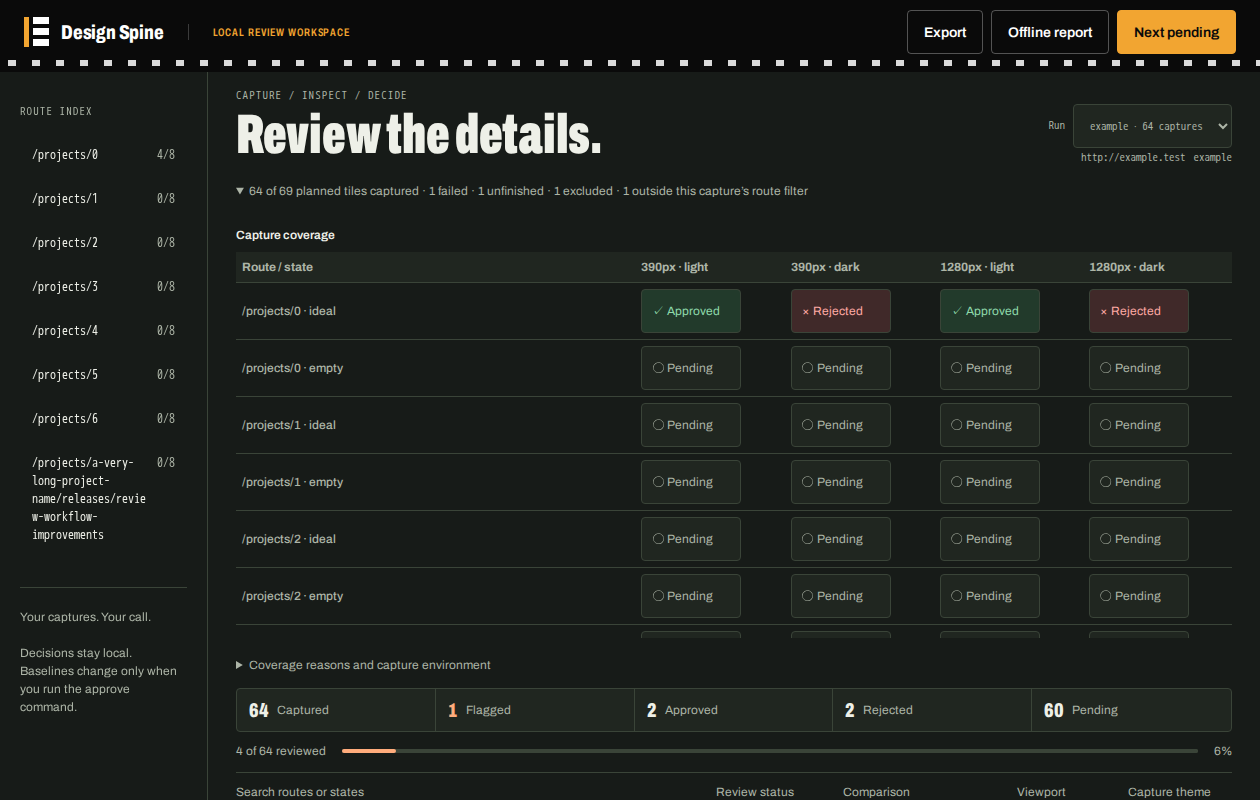 Design Spine
LOCAL REVIEW WORKSPACE
Export
Offline report
Next pending
ROUTE INDEX
/projects/0 4/8
/projects/1 0/8
/projects/2 0/8
/projects/3 0/8
/projects/4 0/8
/projects/5 0/8
/projects/6 0/8
/projects/a-very- 0/8
long-project-
name/releases/revie
w-workflow-
improvements
Your captures. Your call.
Decisions stay local.
Baselines change only when
you run the approve
command.
CAPTURE / INSPECT / DECIDE
Review the details.
Run example · 64 captures
http://example.test example
▼ 64 of 69 planned tiles captured · 1 failed · 1 unfinished · 1 excluded · 1 outside this capture's route filter
Capture coverage
Route / state 390px · light 390px · dark 1280px · light 1280px · dark
/projects/0 · ideal ✓ Approved × Rejected ✓ Approved × Rejected
/projects/0 · empty ○ Pending ○ Pending ○ Pending ○ Pending
/projects/1 · ideal ○ Pending ○ Pending ○ Pending ○ Pending
/projects/1 · empty ○ Pending ○ Pending ○ Pending ○ Pending
/projects/2 · ideal ○ Pending ○ Pending ○ Pending ○ Pending
/projects/2 · empty ○ Pending ○ Pending ○ Pending ○ Pending
▶ Coverage reasons and capture environment
64 Captured 1 Flagged 2 Approved 2 Rejected 60 Pending
4 of 64 reviewed 6%
Search routes or states Review status Comparison Viewport Capture theme